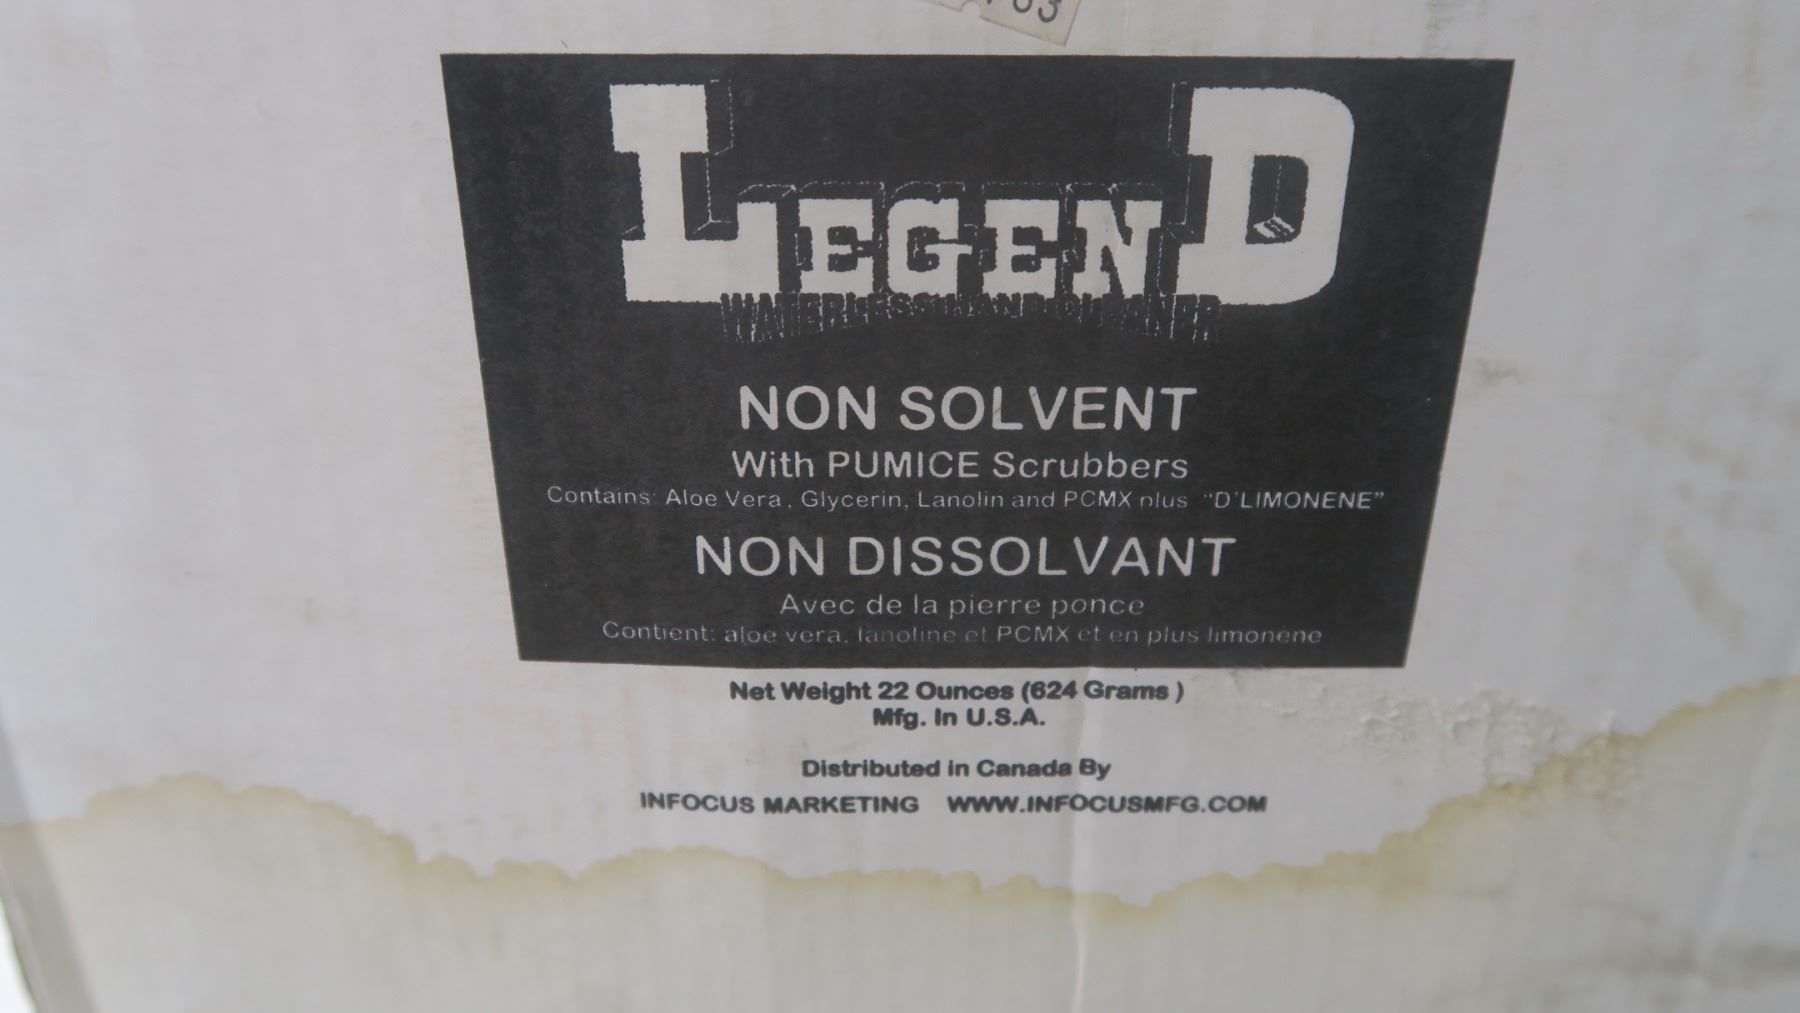 LEGEND
WATERLESS HAND CLEANER
NON SOLVENT
With PUMICE Scrubbers
Contains: Aloe Vera, Glycerin, Lanolin and PCMX plus "D'LIMONENE"
NON DISSOLVANT
Avec de la pierre ponce
Contient: aloe vera, lanoline et PCMX et en plus limonene
Net Weight 22 Ounces (624 Grams )
Mfg. In U.S.A.
Distributed in Canada By
INFOCUS MARKETING WWW.INFOCUSMFG.COM